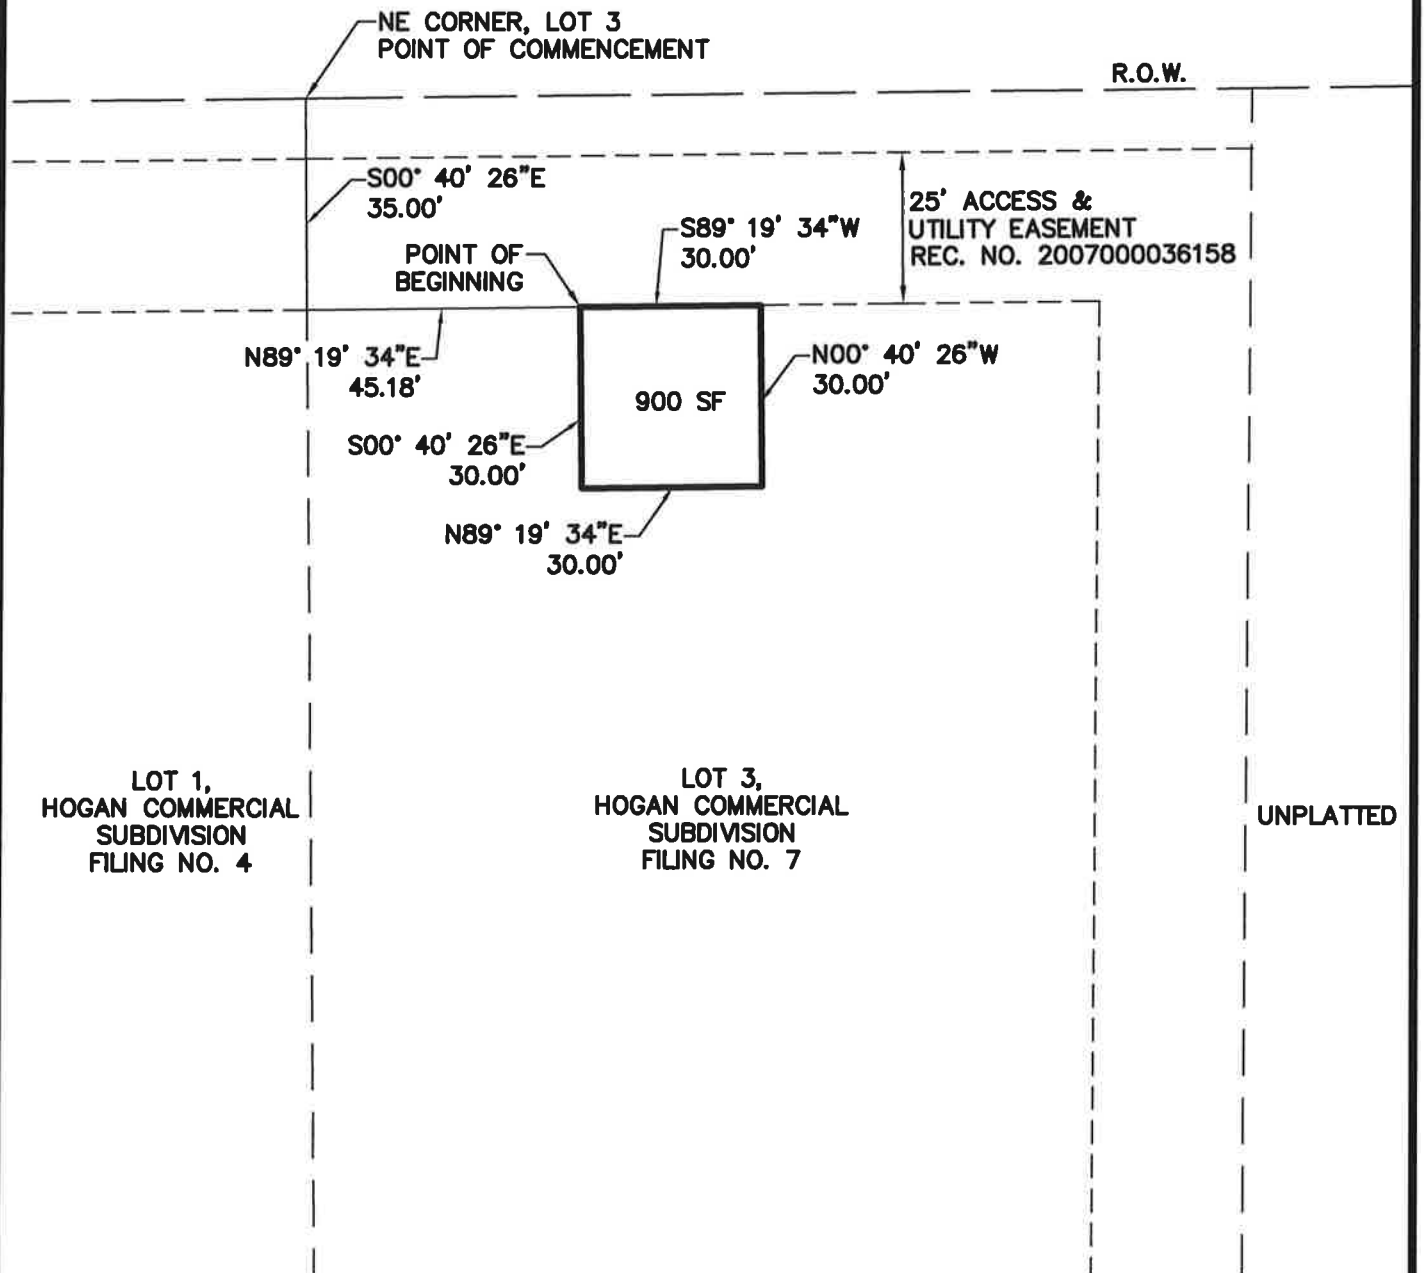 NE CORNER, LOT 3
POINT OF COMMENCEMENT
R.O.W.
S00° 40' 26"E
35.00'
25' ACCESS &
UTILITY EASEMENT
REC. NO. 2007000036158
S89° 19' 34"W
30.00'
POINT OF
BEGINNING
N89° 19' 34"E
45.18'
N00° 40' 26"W
30.00'
900 SF
S00° 40' 26"E
30.00'
N89° 19' 34"E
30.00'
LOT 1,
HOGAN COMMERCIAL
SUBDIVISION
FILING NO. 4
LOT 3,
HOGAN COMMERCIAL
SUBDIVISION
FILING NO. 7
UNPLATTED